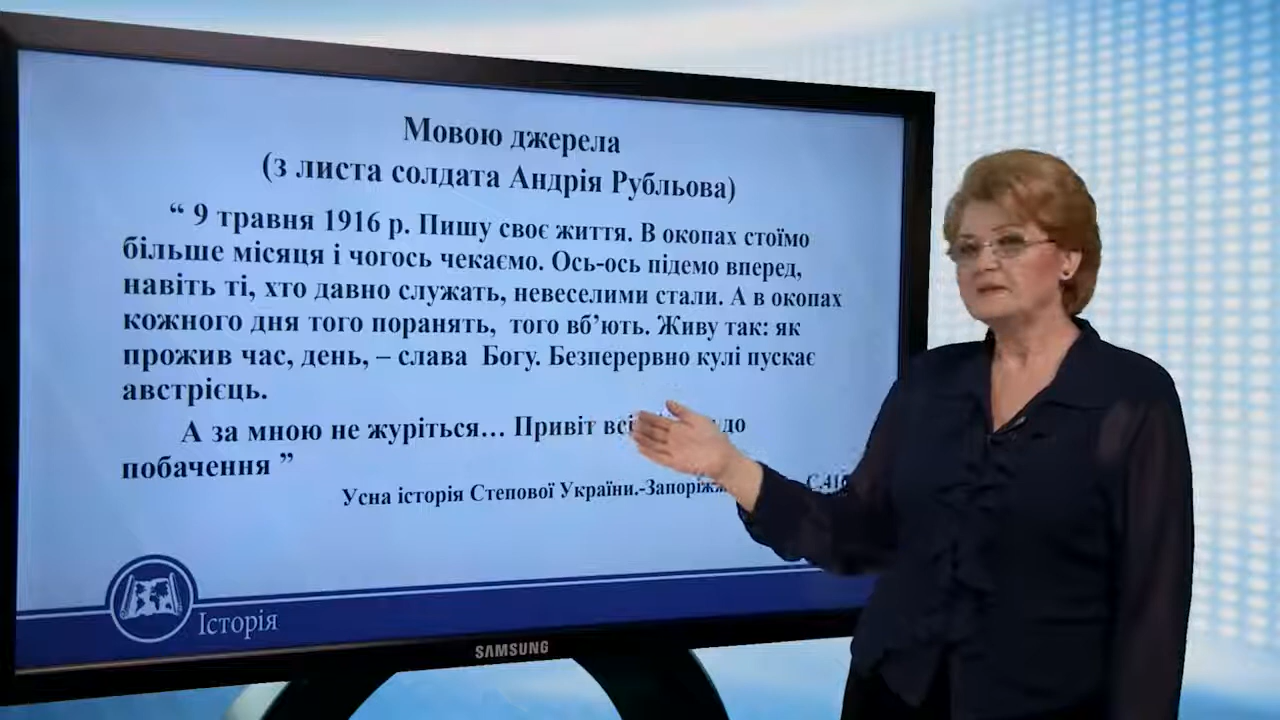 Мовою джерела
(з листа солдата Андрія Рубльова)
“ 9 травня 1916 р. Пишу своє життя. В окопах стоїмо
більше місяця і чогось чекаємо. Ось-ось підемо вперед,
навіть ті, хто давно служать, невеселими стали. А в окопах
кожного дня того поранять, того вб’ють. Живу так: як
прожив час, день, – слава Богу. Безперервно кулі пускає
австрієць.
А за мною не журіться… Привіт до
побачення ”
Усна історія Степової України.-
Історія
SAMSUNG